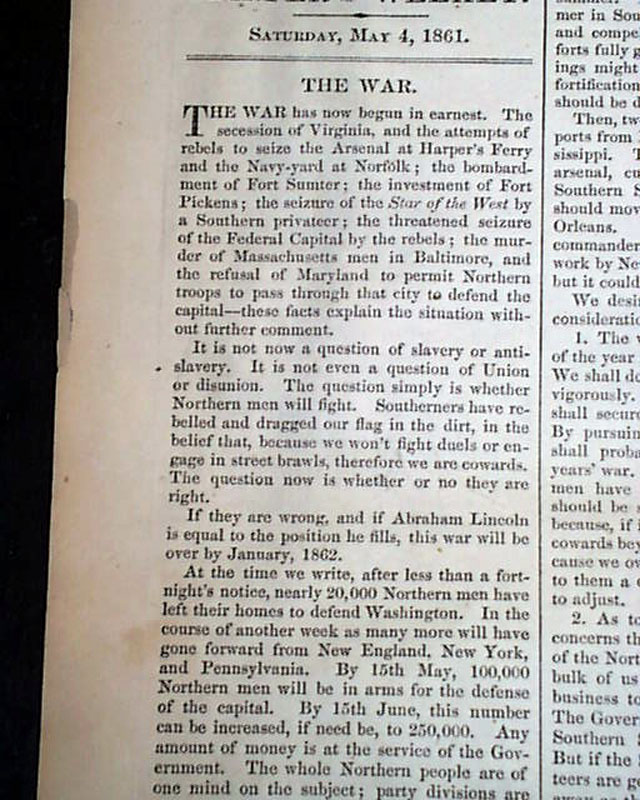 SATURDAY, MAY 4, 1861.
THE WAR.
THE WAR has now begun in earnest. The
secession of Virginia, and the attempts of
rebels to seize the Arsenal at Harper's Ferry
and the Navy-yard at Norfolk; the bombard-
ment of Fort Sumter; the investment of Fort
Pickens; the seizure of the Star of the West by
a Southern privateer; the threatened seizure
of the Federal Capital by the rebels; the mur-
der of Massachusetts men in Baltimore, and
the refusal of Maryland to permit Northern
troops to pass through that city to defend the
capital—these facts explain the situation with-
out further comment.
It is not now a question of slavery or anti-
slavery. It is not even a question of Union
or disunion. The question simply is whether
Northern men will fight. Southerners have re-
belled and dragged our flag in the dirt, in the
belief that, because we won't fight duels or en-
gage in street brawls, therefore we are cowards.
The question now is whether or no they are
right.
If they are wrong, and if Abraham Lincoln
is equal to the position he fills, this war will be
over by January, 1862.
At the time we write, after less than a fort-
night's notice, nearly 20,000 Northern men have
left their homes to defend Washington. In the
course of another week as many more will have
gone forward from New England, New York,
and Pennsylvania. By 15th May, 100,000
Northern men will be in arms for the defense
of the capital. By 15th June, this number
can be increased, if need be, to 250,000. Any
amount of money is at the service of the Gov-
ernment. The whole Northern people are of
one mind on the subject; party divisions are
mer in Sou
and compe
forts fully g
ings might
fortification
should be d
Then, tw
ports from
sissippi. T
arsenal, cu
Southern S
should mov
Orleans.
commander
work by Ne
but it could
We desi
consideratio
1. The w
of the year
We shall do
vigorously.
shall secure
By pursuin
shall proba
years' war.
men have
should be s
because, if i
cowards bey
cause we ov
to them a c
to adjust.
2. As to
concerns th
of the Nort
bulk of us
business to
The Gover
Southern S
But if the
teers are ge